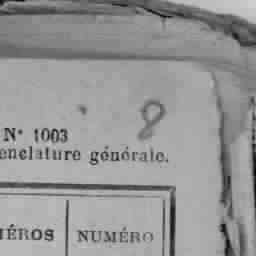 8
N° 1003
enclature générale.
ÉROS NUMÉRO